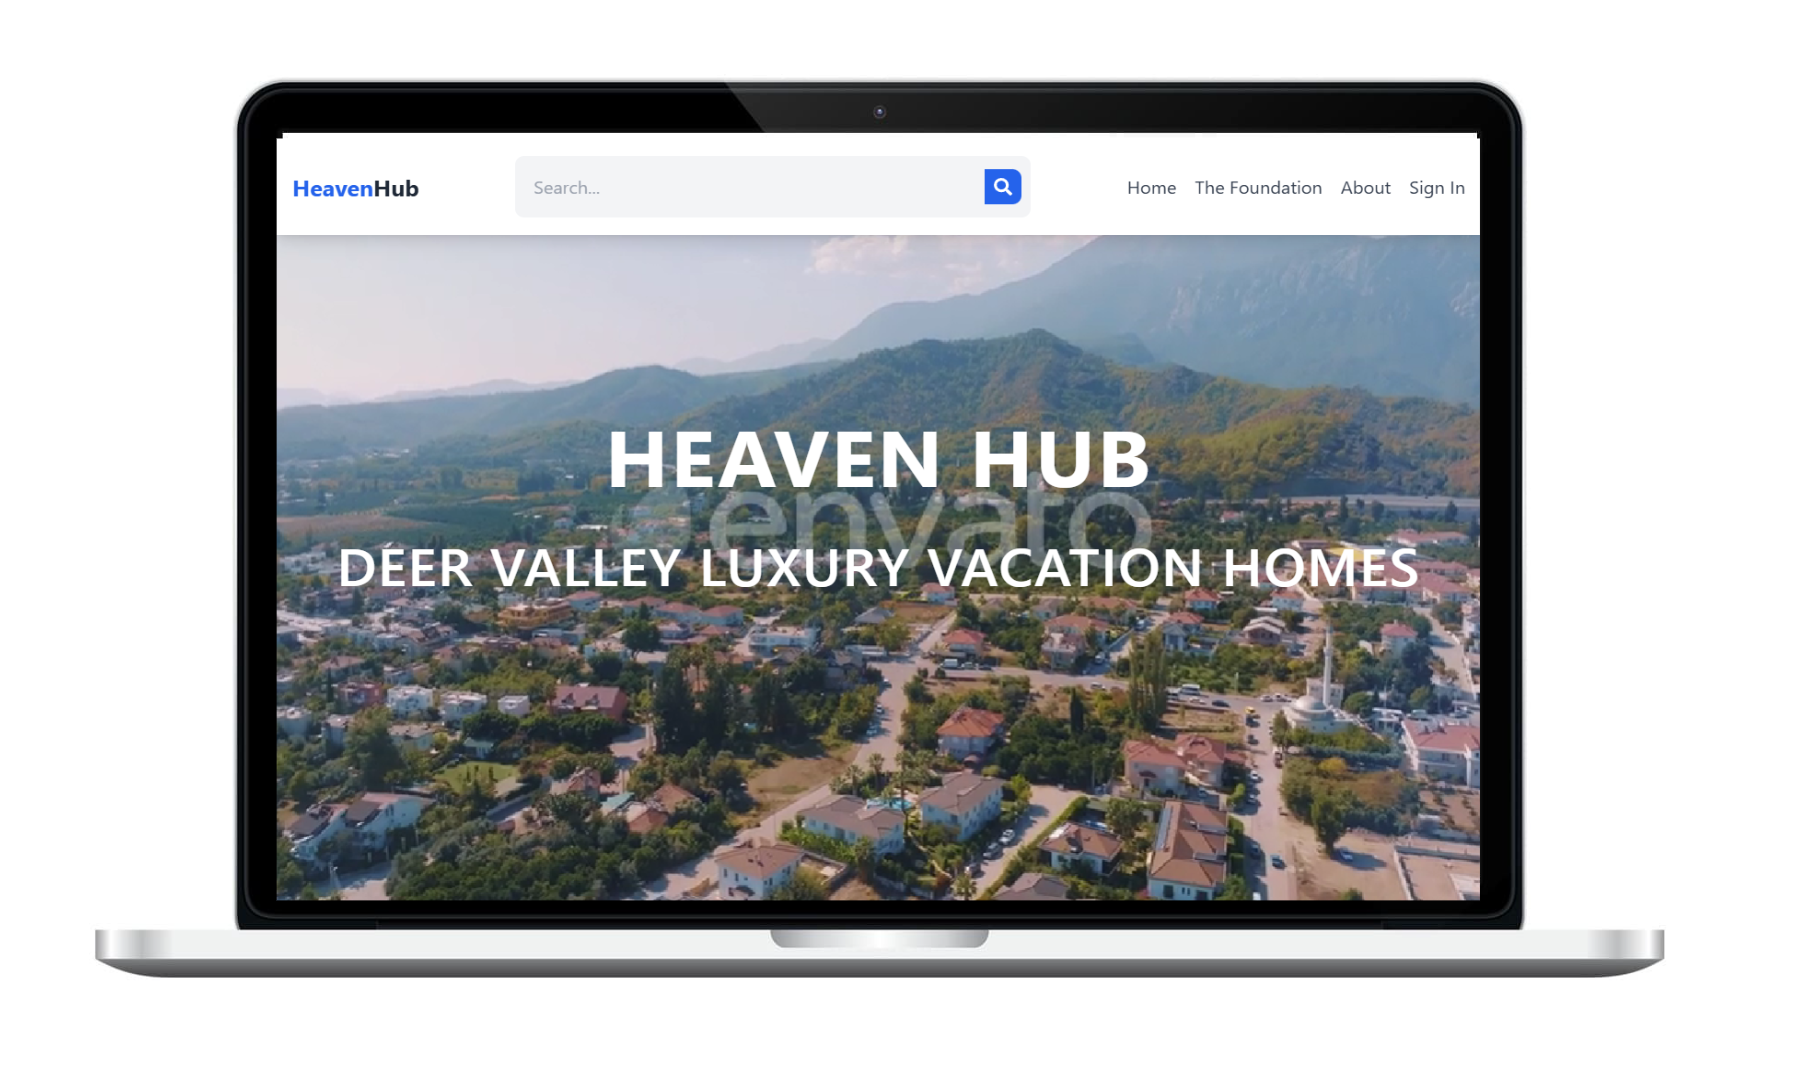 HeavenHub
Search...
Home The Foundation About Sign In
HEAVEN HUB
envato
DEER VALLEY LUXURY VACATION HOMES